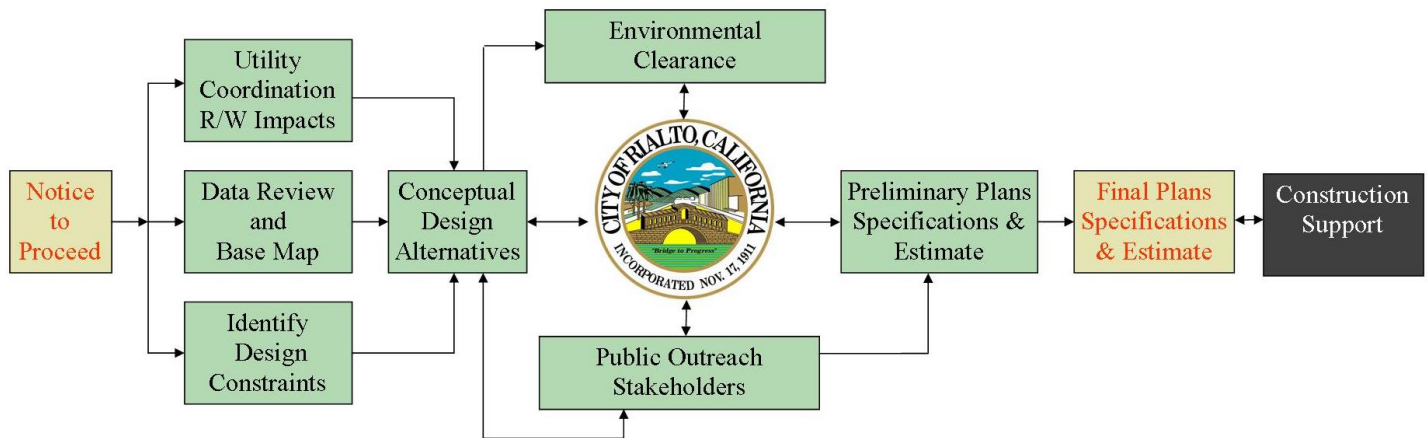 Notice
to
Proceed
Utility
Coordination
R/W Impacts
Data Review
and
Base Map
Identify
Design
Constraints
Conceptual
Design
Alternatives
Environmental
Clearance
CITY OF RIALTO, CALIFORNIA
"Bridge to Progress"
INCORPORATED NOV. 17, 1911
Public Outreach
Stakeholders
Preliminary Plans
Specifications &
Estimate
Final Plans
Specifications
& Estimate
Construction
Support